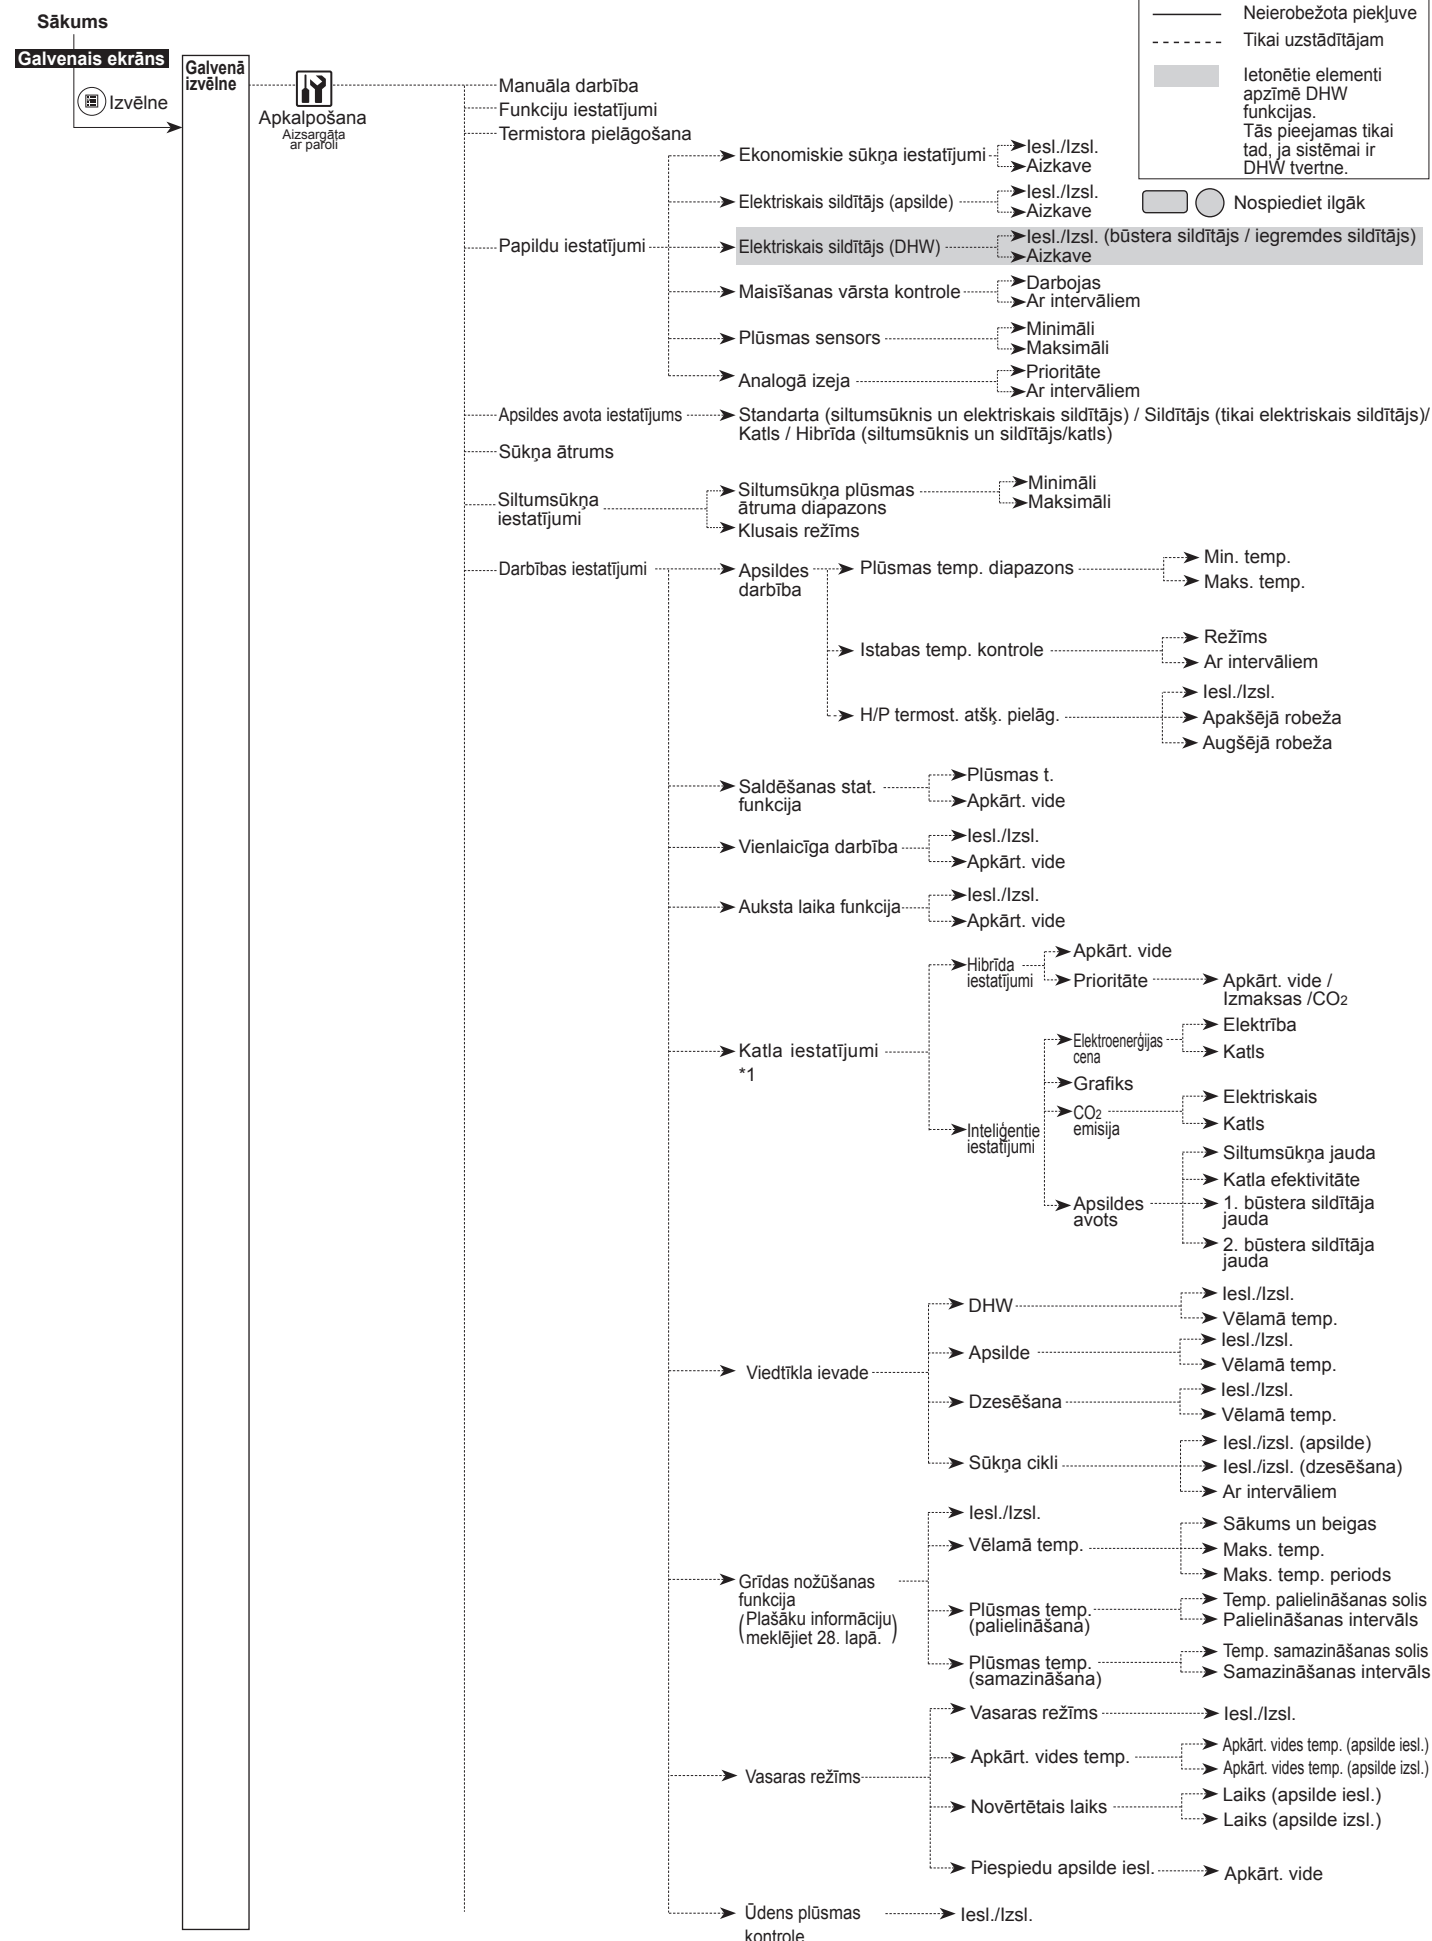 Sākums
Galvenais ekrāns
Izvēlne
Galvenā
izvēlne
Apkalpošana
Aizsargāta
ar paroli
Neierobežota piekļuve
Tikai uzstādītājam
Ietonētie elementi
apzīmē DHW
funkcijas.
Tās pieejamas tikai
tad, ja sistēmai ir
DHW tvertne.
Nospiediet ilgāk
Manuāla darbība
Funkciju iestatījumi
Termistora pielāgošana
Papildu iestatījumi
Ekonomiskie sūkņa iestatījumi
Iesl./Izsl.
Aizkave
Elektriskais sildītājs (apsilde)
Iesl./Izsl.
Aizkave
Elektriskais sildītājs (DHW)
Iesl./Izsl. (būstera sildītājs / iegremdes sildītājs)
Aizkave
Maisīšanas vārsta kontrole
Darbojas
Ar intervāliem
Plūsmas sensors
Minimāli
Maksimāli
Analogā izeja
Prioritāte
Ar intervāliem
Apsildes avota iestatījums
Standarta (siltumsūknis un elektriskais sildītājs) / Sildītājs (tikai elektriskais sildītājs)/
Katls / Hibrīda (siltumsūknis un sildītājs/katls)
Sūkņa ātrums
Siltumsūkņa
iestatījumi
Siltumsūkņa plūsmas
ātruma diapazons
Minimāli
Maksimāli
Klusais režīms
Darbības iestatījumi
Apsildes
darbība
Plūsmas temp. diapazons
Min. temp.
Maks. temp.
Istabas temp. kontrole
Režīms
Ar intervāliem
H/P termost. atšķ. pielāg.
Iesl./Izsl.
Apakšējā robeža
Augšējā robeža
Saldēšanas stat.
funkcija
Plūsmas t.
Apkārt. vide
Vienlaicīga darbība
Iesl./Izsl.
Apkārt. vide
Auksta laika funkcija
Iesl./Izsl.
Apkārt. vide
Katla iestatījumi
*1
Hibrīda
iestatījumi
Apkārt. vide
Prioritāte
Apkārt. vide /
Izmaksas /CO2
Inteliģentie
iestatījumi
Elektroenerģijas
cena
Elektrība
Katls
Grafiks
CO2
emisija
Elektriskais
Katls
Apsildes
avots
Siltumsūkņa jauda
Katla efektivitāte
1. būstera sildītāja
jauda
2. būstera sildītāja
jauda
Viedtīkla ievade
DHW
Iesl./Izsl.
Vēlamā temp.
Apsilde
Iesl./Izsl.
Vēlamā temp.
Dzesēšana
Iesl./Izsl.
Vēlamā temp.
Sūkņa cikli
Iesl./izsl. (apsilde)
Iesl./izsl. (dzesēšana)
Ar intervāliem
Grīdas nožūšanas
funkcija
(Plašāku informāciju
meklējiet 28. lapā.)
Iesl./Izsl.
Vēlamā temp.
Sākums un beigas
Maks. temp.
Maks. temp. periods
Plūsmas temp.
(palielināšana)
Temp. palielināšanas solis
Palielināšanas intervāls
Plūsmas temp.
(samazināšana)
Temp. samazināšanas solis
Samazināšanas intervāls
Vasaras režīms
Vasaras režīms
Iesl./Izsl.
Apkārt. vides temp.
Apkārt. vides temp. (apsilde iesl.)
Apkārt. vides temp. (apsilde izsl.)
Novērtētais laiks
Laiks (apsilde iesl.)
Laiks (apsilde izsl.)
Piespiedu apsilde iesl.
Apkārt. vide
Ūdens plūsmas
kontrole
Iesl./Izsl.